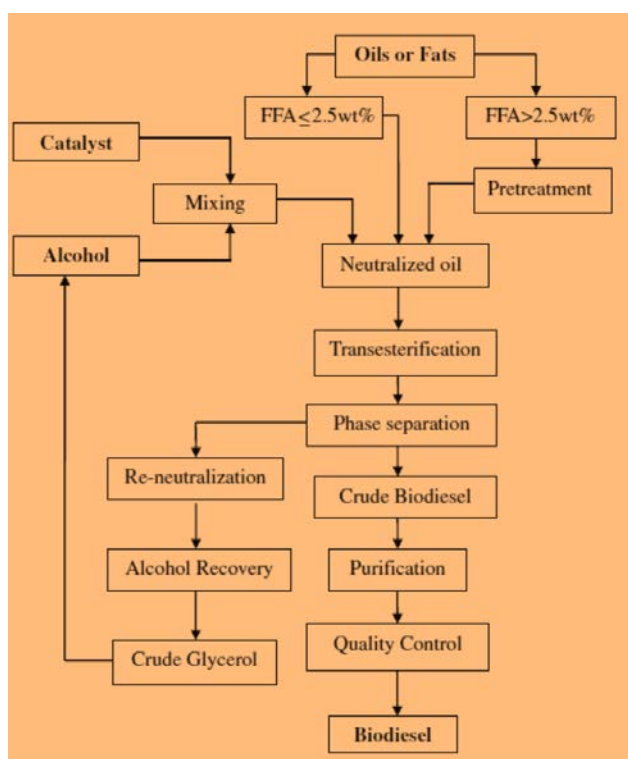 Oils or Fats
FFA≤2.5wt%
FFA>2.5wt%
Catalyst
Pretreatment
Mixing
Alcohol
Neutralized oil
Transesterification
Phase separation
Re-neutralization
Crude Biodiesel
Alcohol Recovery
Purification
Crude Glycerol
Quality Control
Biodiesel